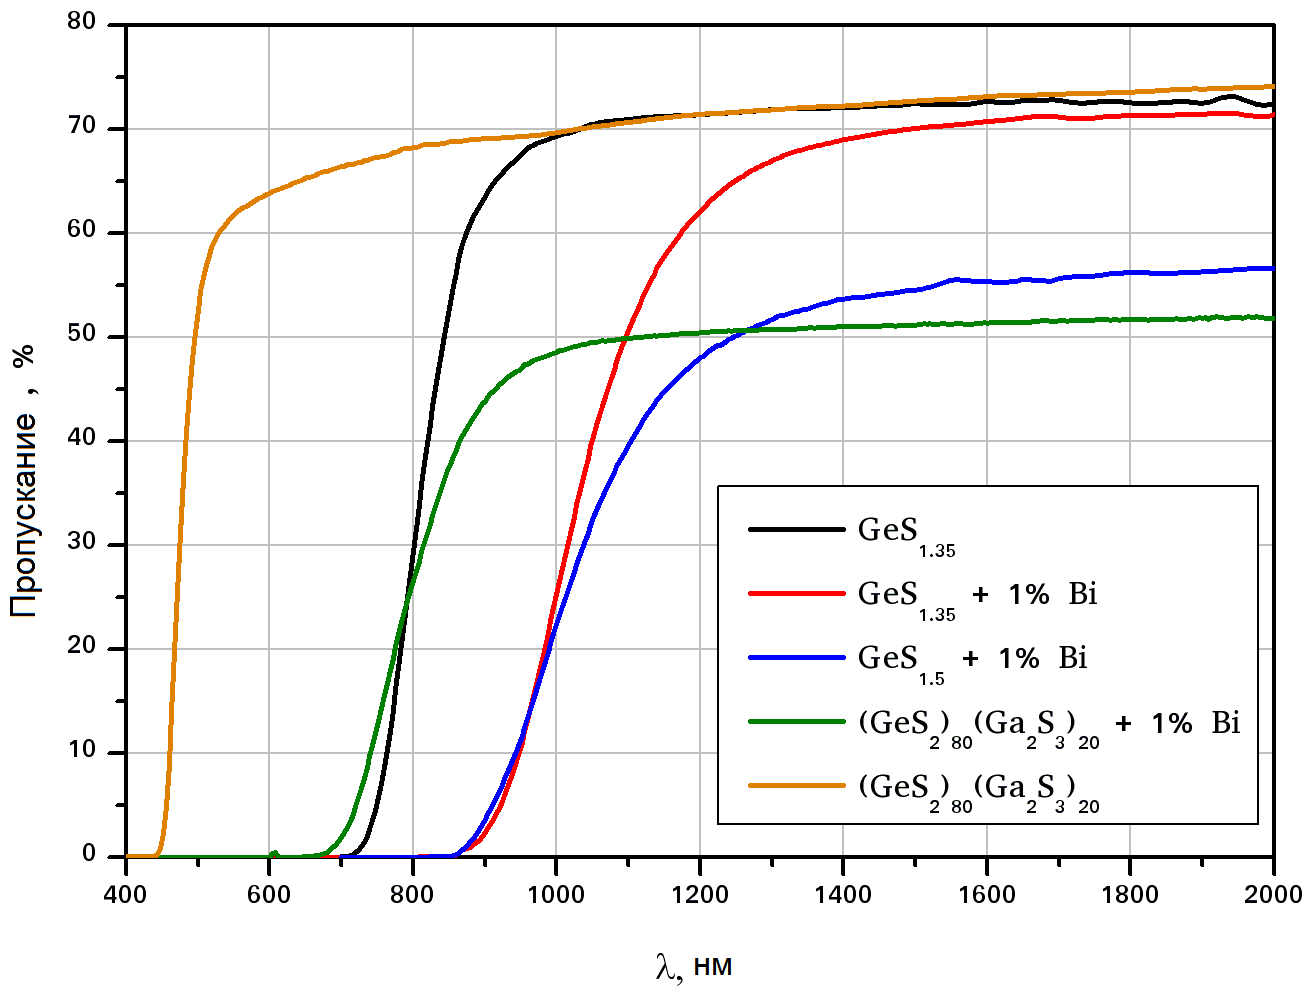 80
70
60
50
40
30
20
10
0
Пропускание , %
400 600 800 1000 1200 1400 1600 1800 2000
λ, нм
GeS1.35
GeS1.35 + 1% Bi
GeS1.5 + 1% Bi
(GeS2)80(Ga2S3)20 + 1% Bi
(GeS2)80(Ga2S3)20